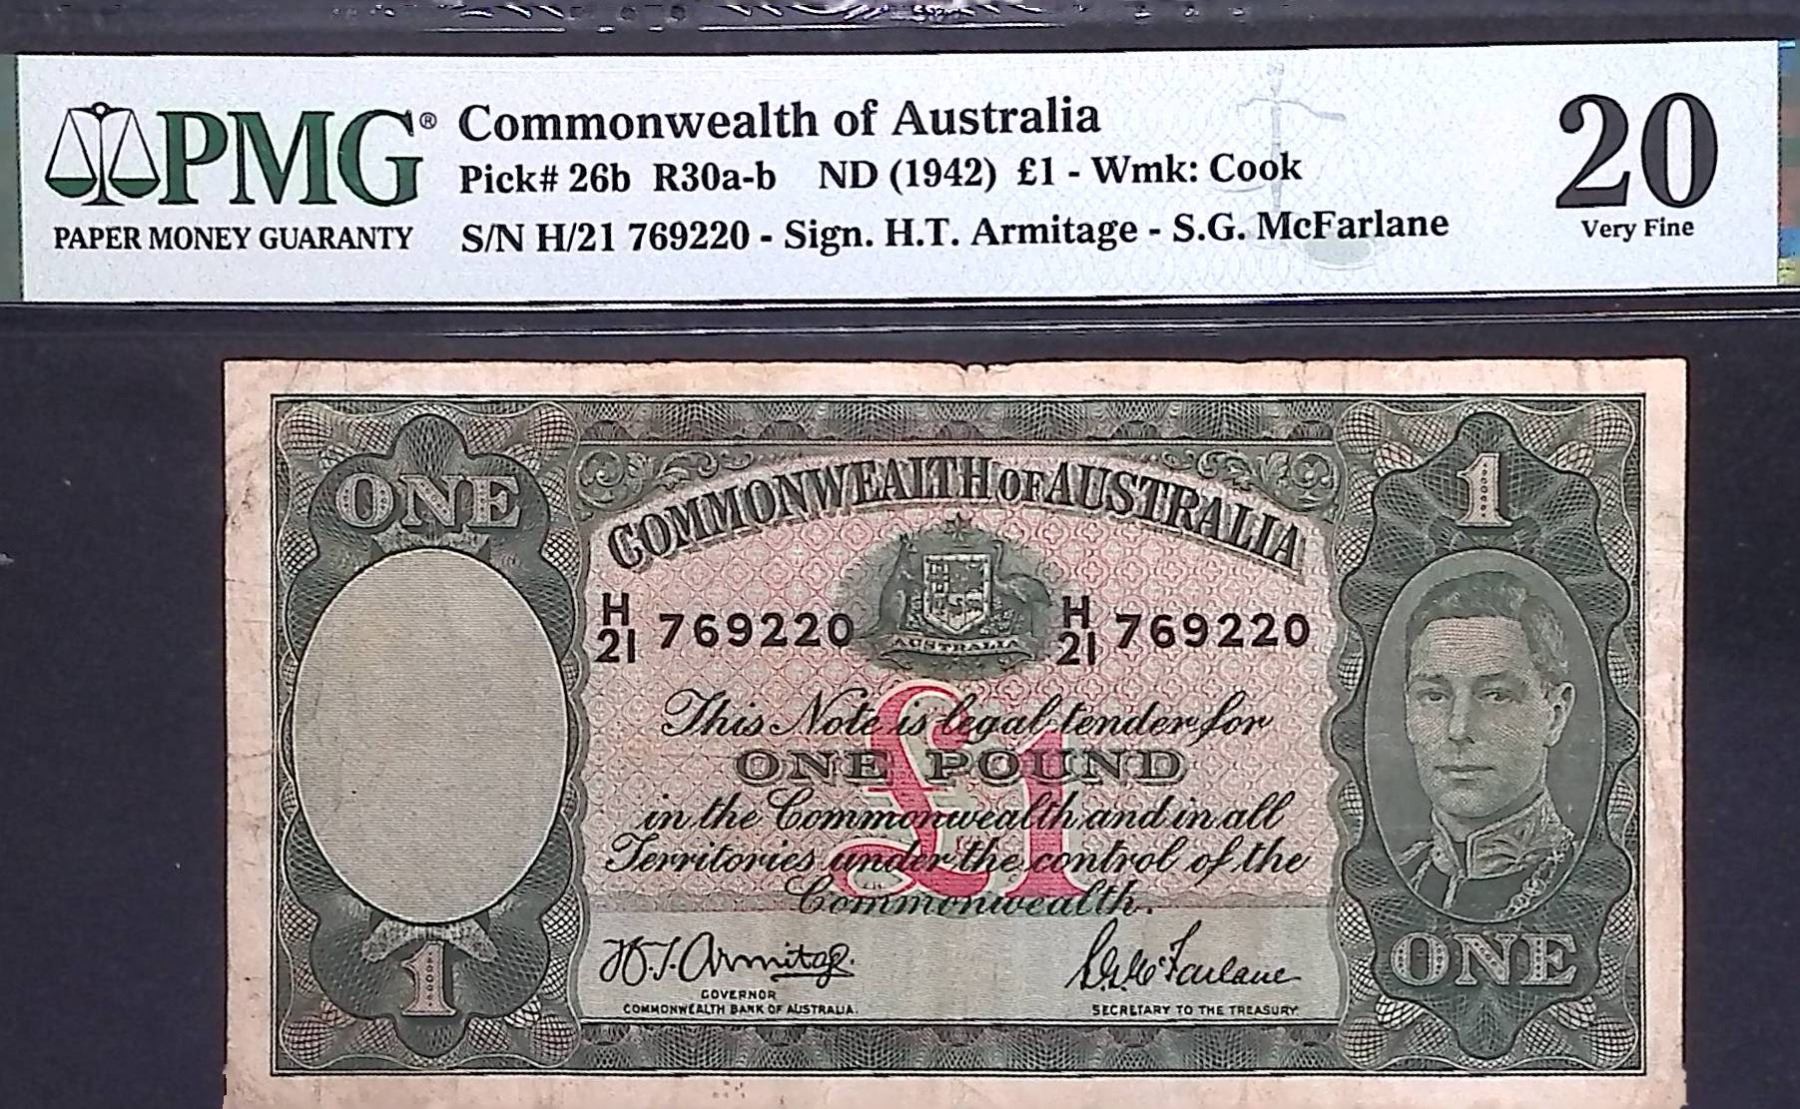 PMG® Commonwealth of Australia 20
Pick# 26b R30a-b ND (1942) £1 - Wmk: Cook
PAPER MONEY GUARANTY S/N H/21 769220 - Sign. H.T. Armitage - S.G. McFarlane Very Fine
ONE 1
COMMONWEALTH OF AUSTRALIA
H/21 769220 H/21 769220
AUSTRALIA
£1
This Note is legal tender for
ONE POUND
in the Commonwealth and in all
Territories under the control of the
Commonwealth.
H.T. Armitage. S.G. McFarlane
GOVERNOR
COMMONWEALTH BANK OF AUSTRALIA. SECRETARY TO THE TREASURY
1 ONE